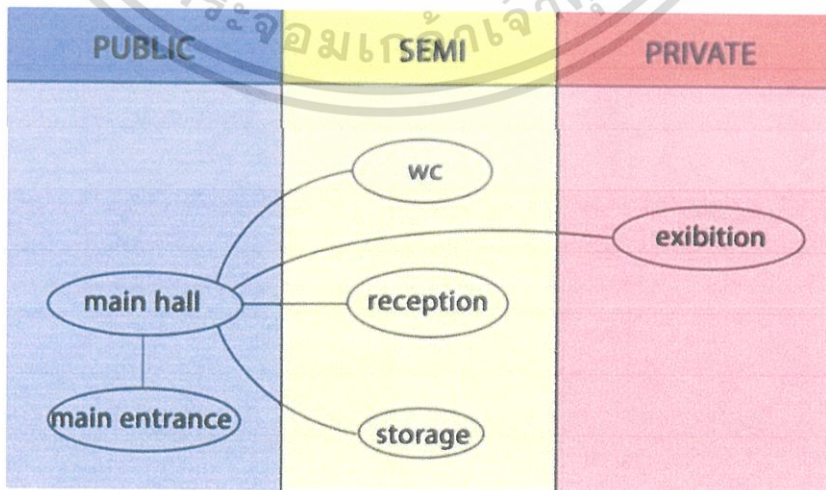 PUBLIC SEMI PRIVATE
wc
exibition
main hall reception
main entrance
storage